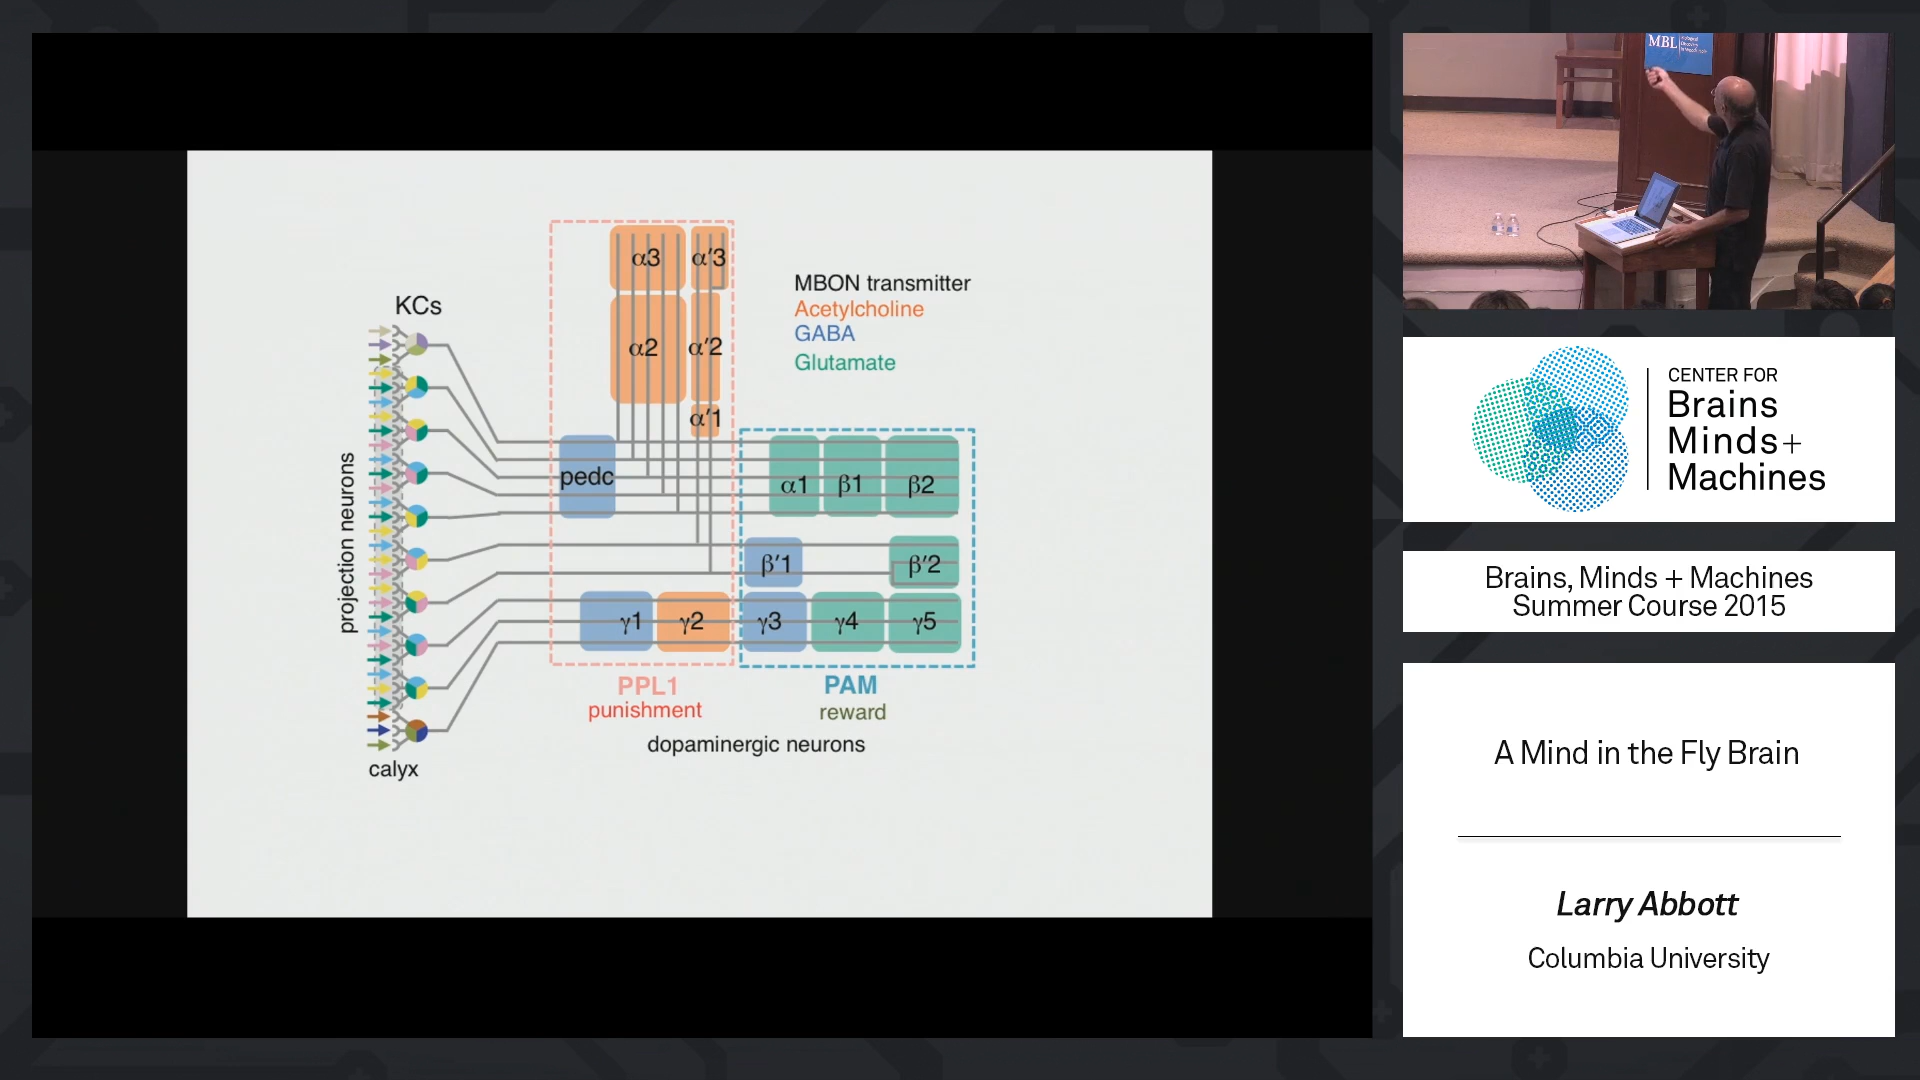 KCs
projection neurons
calyx
α3
α'3
α2
α'2
α'1
pedc
α1
β1
β2
β'1
β'2
γ1
γ2
γ3
γ4
γ5
MBON transmitter
Acetylcholine
GABA
Glutamate
PPL1
punishment
PAM
reward
dopaminergic neurons
MBL
CENTER FOR
Brains
Minds+
Machines
Brains, Minds + Machines
Summer Course 2015
A Mind in the Fly Brain
Larry Abbott
Columbia University